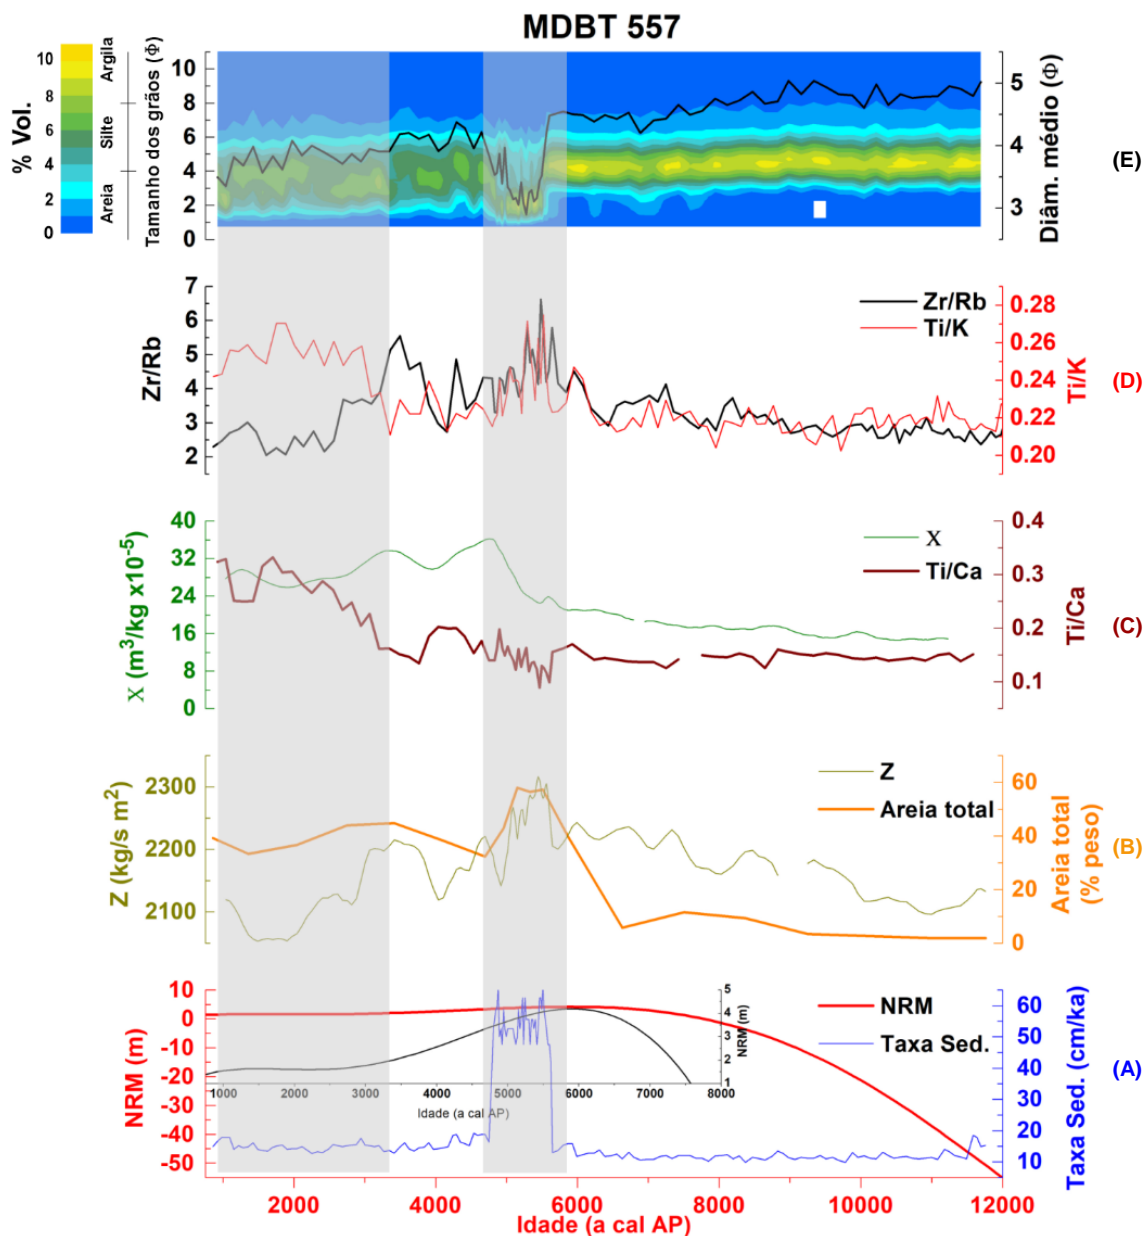 MDBT 557
% Vol.
10
8
6
4
2
0
Argila
Silte
Areia
Tamanho dos grãos (Φ)
10
8
6
4
2
0
5
4
3
Diâm. médio (Φ)
(E)
Zr/Rb
7
6
5
4
3
2
Zr/Rb
Ti/K
0.28
0.26
0.24
0.22
0.20
Ti/K
(D)
X (m³/kg x10⁻⁵)
40
32
24
16
8
0
X
Ti/Ca
0.4
0.3
0.2
0.1
Ti/Ca
(C)
Z (kg/s m²)
2300
2200
2100
Z
Areia total
60
40
20
0
Areia total
(% peso)
(B)
NRM (m)
10
0
-10
-20
-30
-40
-50
5
4
3
2
1
NRM (m)
1000 2000 3000 4000 5000 6000 7000 8000
Idade (a cal AP)
NRM
Taxa Sed.
60
50
40
30
20
10
Taxa Sed. (cm/ka)
(A)
2000 4000 6000 8000 10000 12000
Idade (a cal AP)